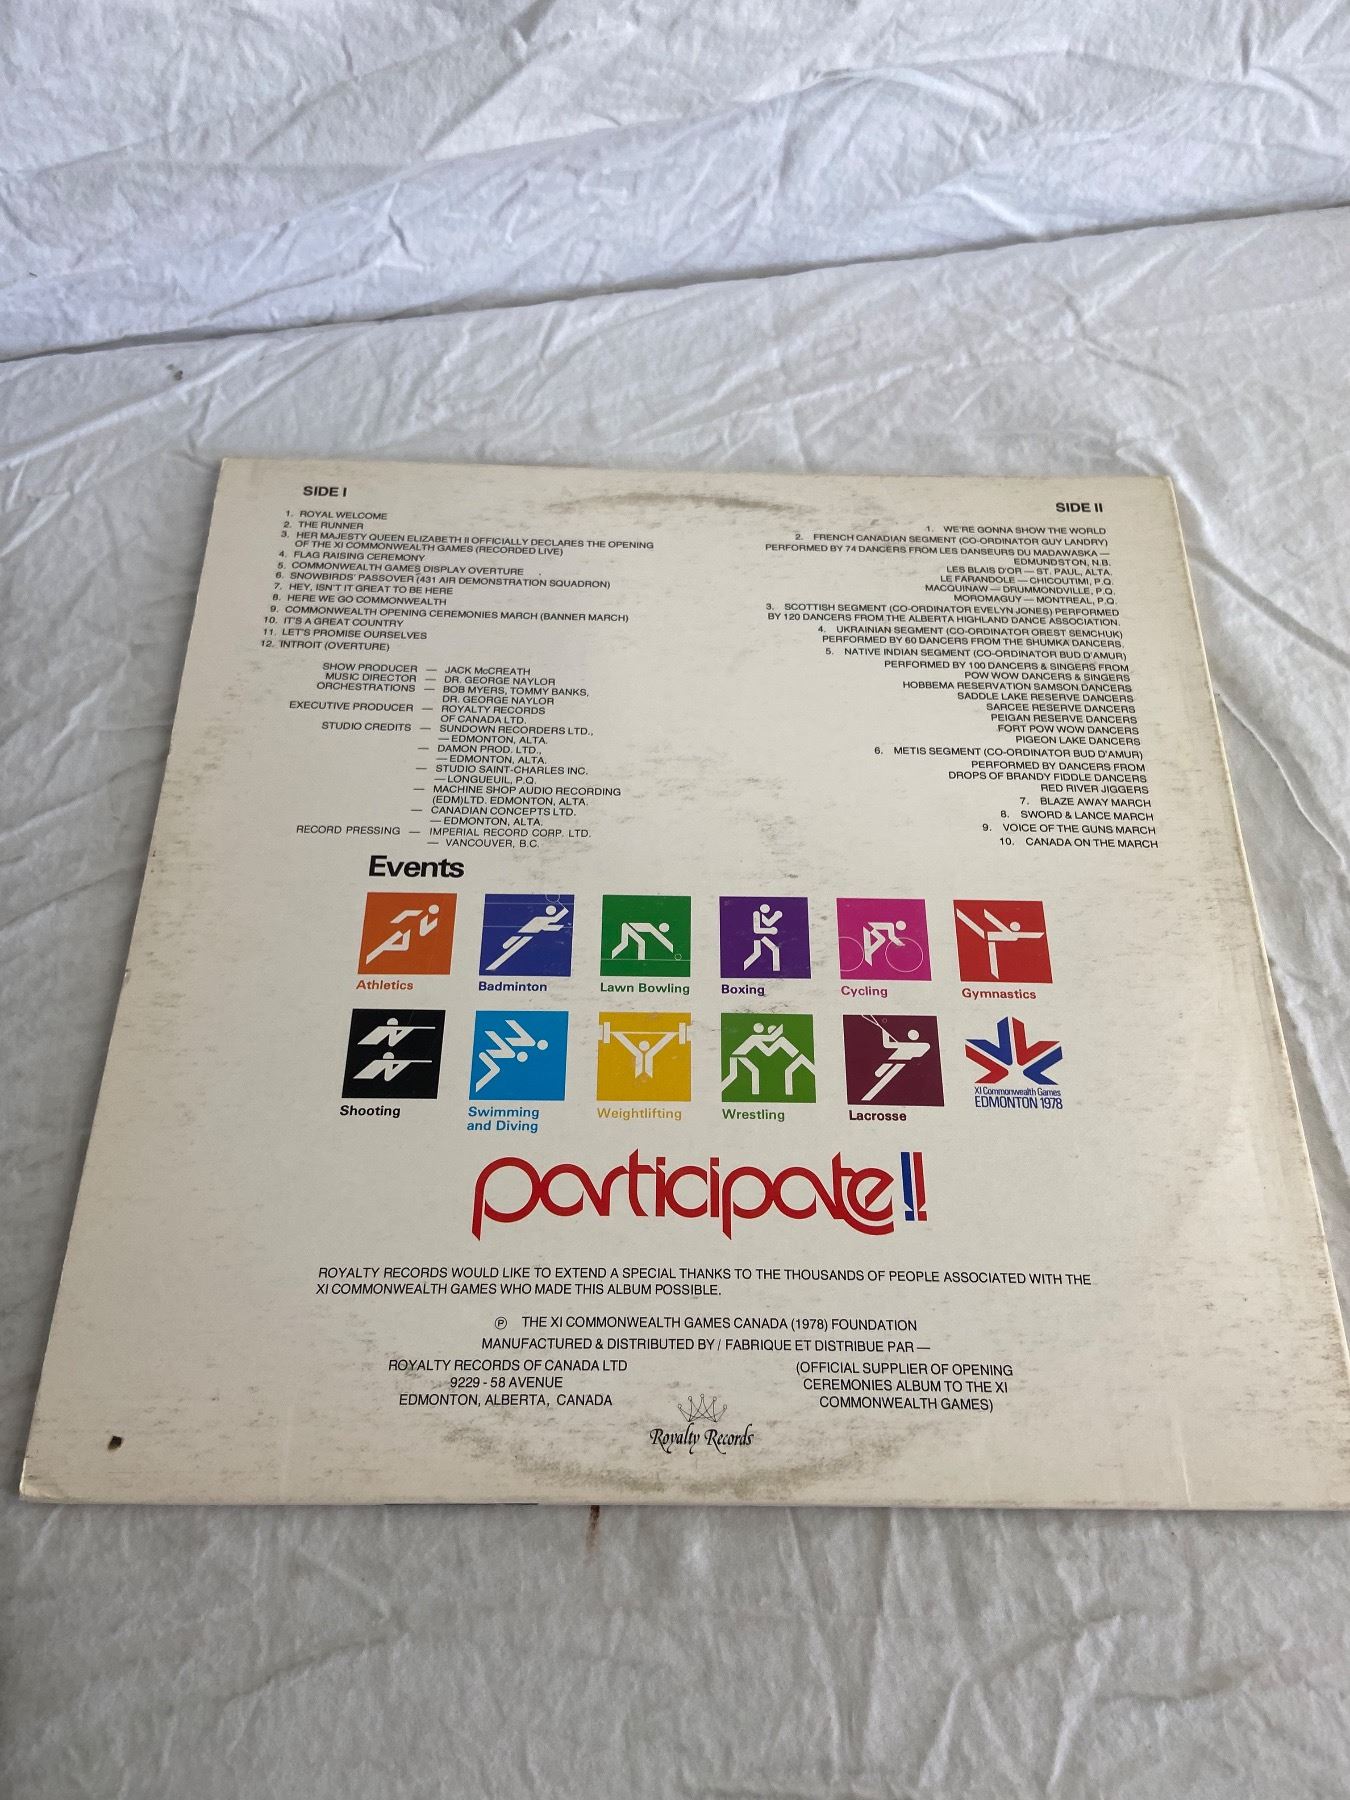 SIDE I
1. ROYAL WELCOME
2. THE RUNNER
3. HER MAJESTY QUEEN ELIZABETH II OFFICIALLY DECLARES THE OPENING
OF THE XI COMMONWEALTH GAMES (RECORDED LIVE)
4. FLAG RAISING CEREMONY
5. COMMONWEALTH GAMES DISPLAY OVERTURE
6. SNOWBIRDS' PASSOVER (431 AIR DEMONSTRATION SQUADRON)
7. HEY, ISN'T IT GREAT TO BE HERE
8. HERE WE GO COMMONWEALTH
9. COMMONWEALTH OPENING CEREMONIES MARCH (BANNER MARCH)
10. IT'S A GREAT COUNTRY
11. LET'S PROMISE OURSELVES
12. INTROIT (OVERTURE)
SHOW PRODUCER — JACK McCREATH
MUSIC DIRECTOR — DR. GEORGE NAYLOR
ORCHESTRATIONS — BOB MYERS, TOMMY BANKS,
DR. GEORGE NAYLOR
EXECUTIVE PRODUCER — ROYALTY RECORDS
OF CANADA LTD.
STUDIO CREDITS — SUNDOWN RECORDERS LTD.,
— EDMONTON, ALTA.
— DAMON PROD. LTD.,
— EDMONTON, ALTA.
— STUDIO SAINT-CHARLES INC.
— LONGUEUIL, P.Q.
— MACHINE SHOP AUDIO RECORDING
(EDM)LTD. EDMONTON, ALTA.
— CANADIAN CONCEPTS LTD.
— EDMONTON, ALTA.
RECORD PRESSING — IMPERIAL RECORD CORP. LTD.
— VANCOUVER, B.C.
SIDE II
1. WE'RE GONNA SHOW THE WORLD
2. FRENCH CANADIAN SEGMENT (CO-ORDINATOR GUY LANDRY)
PERFORMED BY 74 DANCERS FROM LES DANSEURS DU MADAWASKA —
EDMUNDSTON, N.B.
LES BLAIS D'OR — ST. PAUL, ALTA.
LE FARANDOLE — CHICOUTIMI, P.Q.
MACQUINAW — DRUMMONDVILLE, P.Q.
MOROMAGUY — MONTREAL, P.Q.
3. SCOTTISH SEGMENT (CO-ORDINATOR EVELYN JONES) PERFORMED
BY 120 DANCERS FROM THE ALBERTA HIGHLAND DANCE ASSOCIATION.
4. UKRAINIAN SEGMENT (CO-ORDINATOR OREST SEMCHUK)
PERFORMED BY 60 DANCERS FROM THE SHUMKA DANCERS.
5. NATIVE INDIAN SEGMENT (CO-ORDINATOR BUD D'AMUR)
PERFORMED BY 100 DANCERS & SINGERS FROM
POW WOW DANCERS & SINGERS
HOBBEMA RESERVATION SAMSON DANCERS
SADDLE LAKE RESERVE DANCERS
SARCEE RESERVE DANCERS
PEIGAN RESERVE DANCERS
FORT POW WOW DANCERS
PIGEON LAKE DANCERS
6. METIS SEGMENT (CO-ORDINATOR BUD D'AMUR)
PERFORMED BY DANCERS FROM
DROPS OF BRANDY FIDDLE DANCERS
RED RIVER JIGGERS
7. BLAZE AWAY MARCH
8. SWORD & LANCE MARCH
9. VOICE OF THE GUNS MARCH
10. CANADA ON THE MARCH
Events
Athletics
Badminton
Lawn Bowling
Boxing
Cycling
Gymnastics
Shooting
Swimming
and Diving
Weightlifting
Wrestling
Lacrosse
XI Commonwealth Games
EDMONTON 1978
participate!!
ROYALTY RECORDS WOULD LIKE TO EXTEND A SPECIAL THANKS TO THE THOUSANDS OF PEOPLE ASSOCIATED WITH THE
XI COMMONWEALTH GAMES WHO MADE THIS ALBUM POSSIBLE.
Ⓟ THE XI COMMONWEALTH GAMES CANADA (1978) FOUNDATION
MANUFACTURED & DISTRIBUTED BY / FABRIQUE ET DISTRIBUE PAR —
ROYALTY RECORDS OF CANADA LTD
9229 - 58 AVENUE
EDMONTON, ALBERTA, CANADA
(OFFICIAL SUPPLIER OF OPENING
CEREMONIES ALBUM TO THE XI
COMMONWEALTH GAMES)
Royalty Records